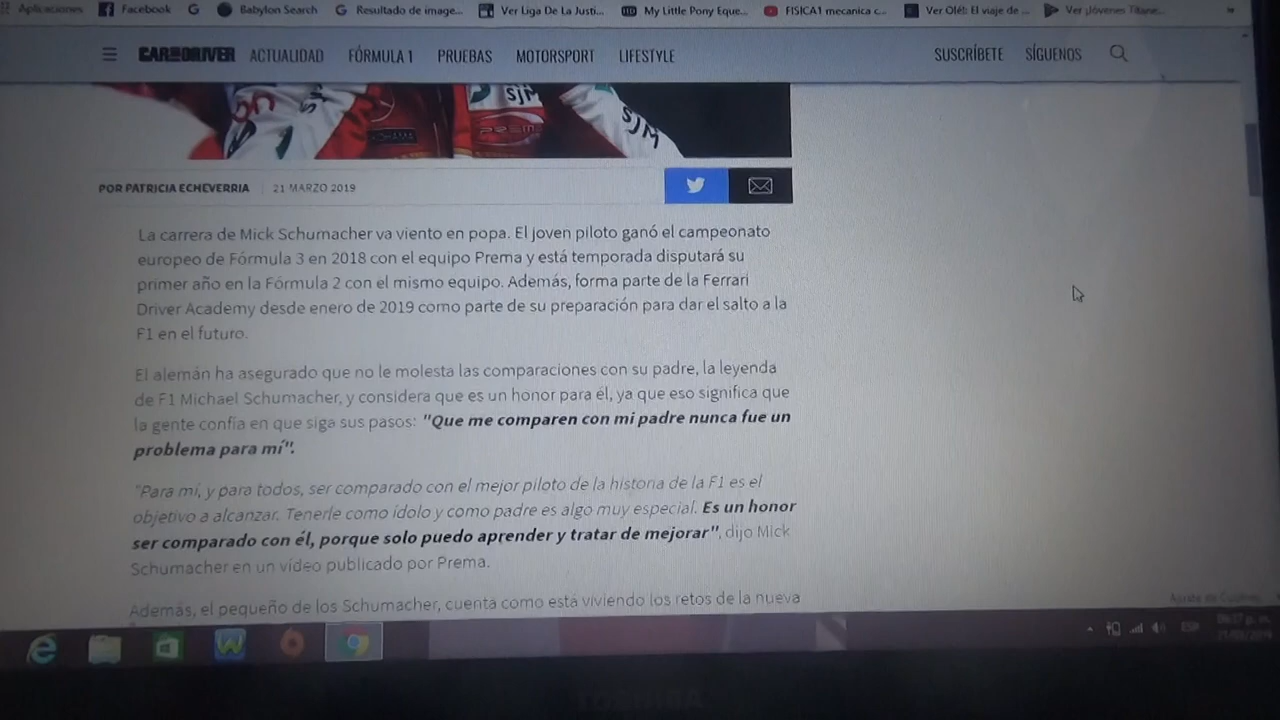 Aplicaciones Facebook Babylon Search Resultado de image... Ver Liga De La Justi... My Little Pony Eque... FISICA1 mecanica c... Ver Olé!: El viaje de ... Ver ¡Jóvenes Titane...
CAR AND DRIVER ACTUALIDAD FÓRMULA 1 PRUEBAS MOTORSPORT LIFESTYLE SUSCRÍBETE SÍGUENOS
SJM
SJM
PREMA
POR PATRICIA ECHEVERRIA 21 MARZO 2019
La carrera de Mick Schumacher va viento en popa. El joven piloto ganó el campeonato
europeo de Fórmula 3 en 2018 con el equipo Prema y está temporada disputará su
primer año en la Fórmula 2 con el mismo equipo. Además, forma parte de la Ferrari
Driver Academy desde enero de 2019 como parte de su preparación para dar el salto a la
F1 en el futuro.
El alemán ha asegurado que no le molesta las comparaciones con su padre, la leyenda
de F1 Michael Schumacher, y considera que es un honor para él, ya que eso significa que
la gente confía en que siga sus pasos: "Que me comparen con mi padre nunca fue un
problema para mí".
"Para mí, y para todos, ser comparado con el mejor piloto de la historia de la F1 es el
objetivo a alcanzar. Tenerle como ídolo y como padre es algo muy especial. Es un honor
ser comparado con él, porque solo puedo aprender y tratar de mejorar", dijo Mick
Schumacher en un vídeo publicado por Prema.
Además, el pequeño de los Schumacher, cuenta como está viviendo los retos de la nueva
ESP
TOSHIBA